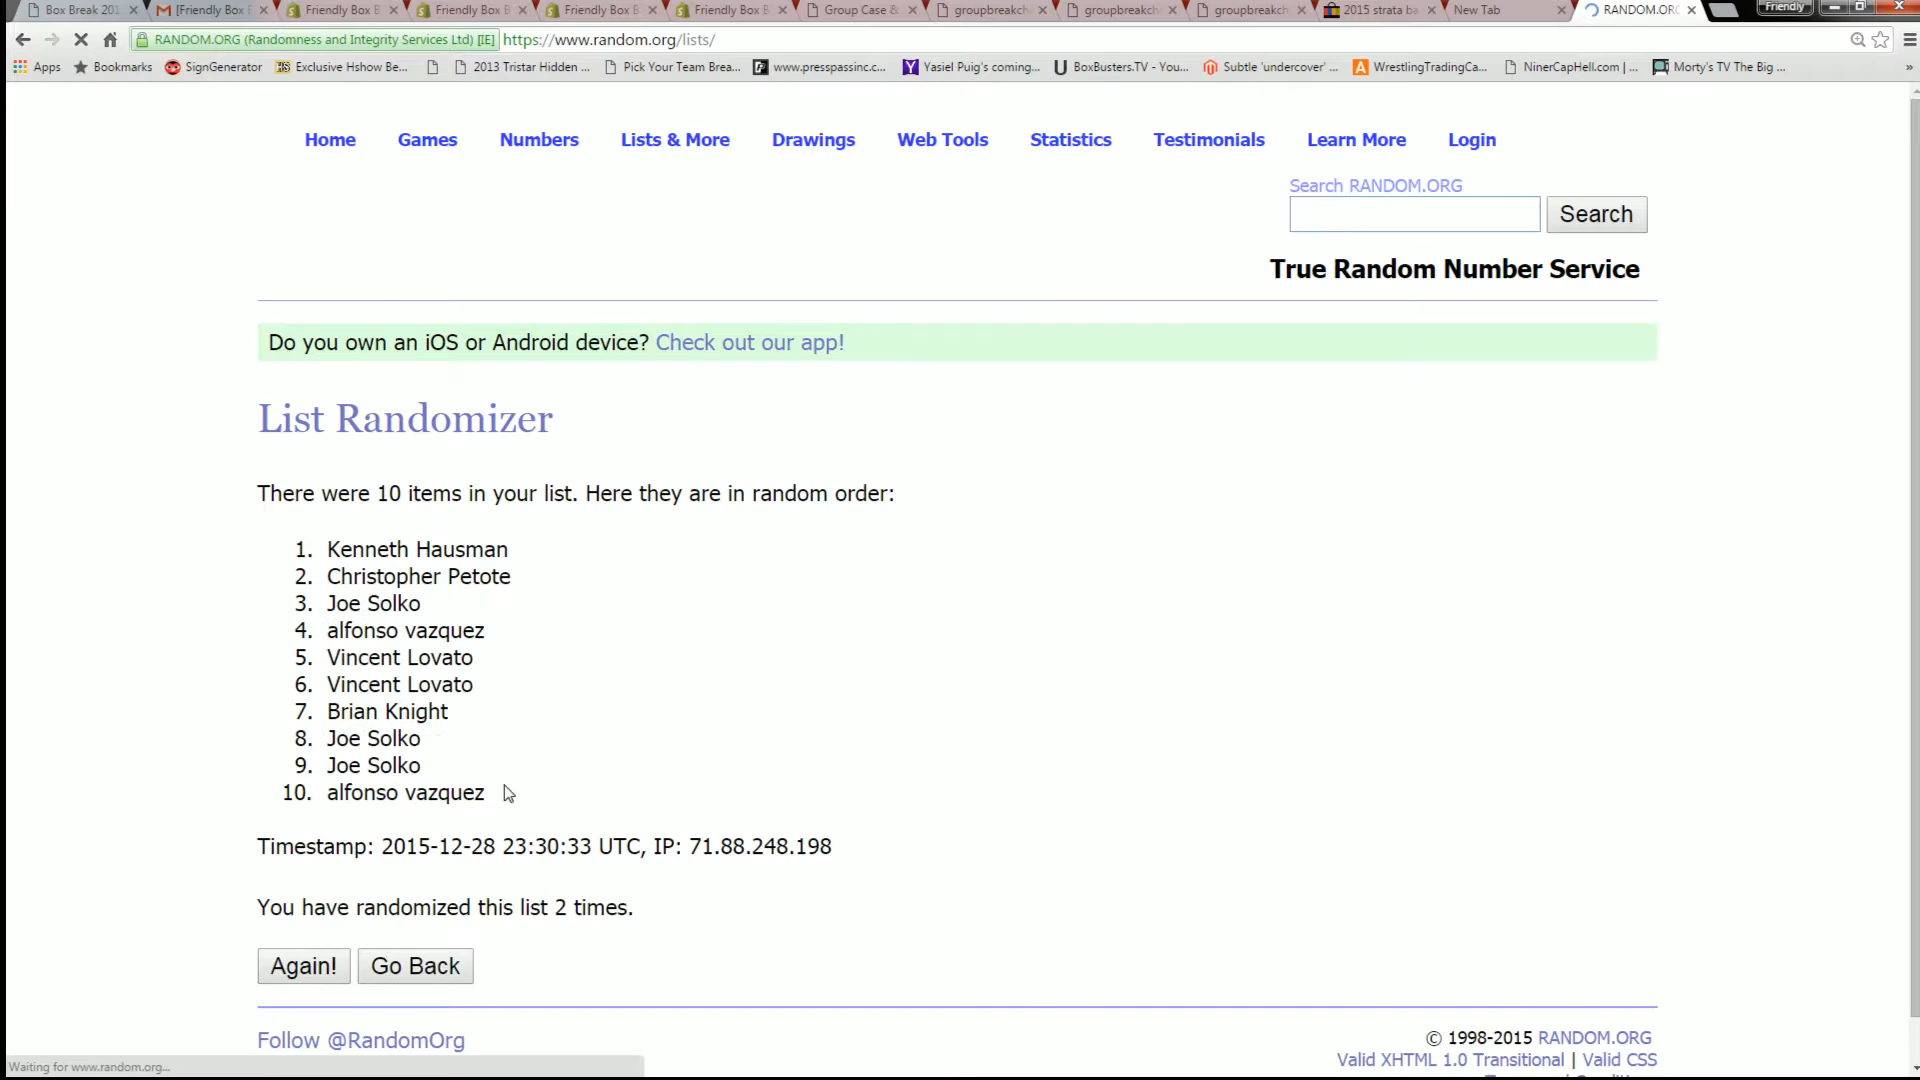 Box Break 201
[Friendly Box
Friendly Box B
Friendly Box B
Friendly Box B
Friendly Box B
Group Case &
groupbreakch
groupbreakch
groupbreakch
2015 strata ba
New Tab
RANDOM.ORG
Friendly
RANDOM.ORG (Randomness and Integrity Services Ltd) [IE] https://www.random.org/lists/
Apps Bookmarks SignGenerator Exclusive Hshow Be... 2013 Tristar Hidden ... Pick Your Team Brea... www.presspassinc.c... Yasiel Puig's coming... BoxBusters.TV - You... Subtle 'undercover' ... WrestlingTradingCa... NinerCapHell.com | ... Morty's TV The Big ... »
Home Games Numbers Lists & More Drawings Web Tools Statistics Testimonials Learn More Login
Search RANDOM.ORG
Search
True Random Number Service
Do you own an iOS or Android device? Check out our app!
List Randomizer
There were 10 items in your list. Here they are in random order:
1. Kenneth Hausman
2. Christopher Petote
3. Joe Solko
4. alfonso vazquez
5. Vincent Lovato
6. Vincent Lovato
7. Brian Knight
8. Joe Solko
9. Joe Solko
10. alfonso vazquez
Timestamp: 2015-12-28 23:30:33 UTC, IP: 71.88.248.198
You have randomized this list 2 times.
Again! Go Back
Follow @RandomOrg
© 1998-2015 RANDOM.ORG
Valid XHTML 1.0 Transitional | Valid CSS
Waiting for www.random.org...